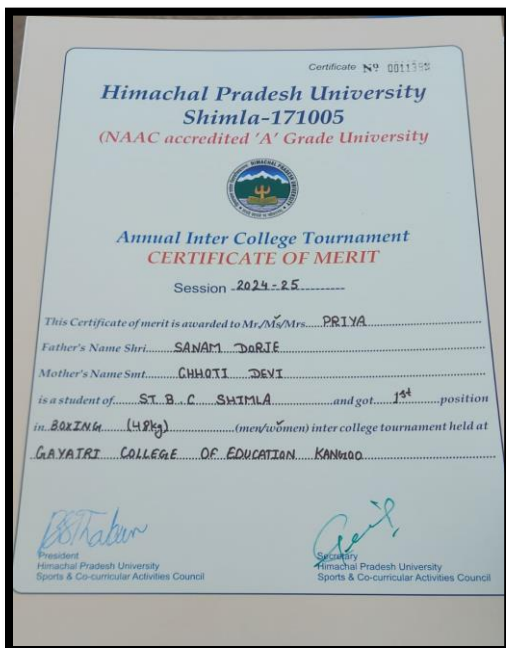 Certificate Nº
Himachal Pradesh University
Shimla-171005
(NAAC accredited 'A' Grade University
HIMACHAL PRADESH UNIVERSITY
Annual Inter College Tournament
CERTIFICATE OF MERIT
Session 2024-25
This Certificate of merit is awarded to Mr./Ms/Mrs. PRIYA
Father's Name Shri SANAM DORJE
Mother's Name Smt. CHHOTI DEVI
is a student of ST. B. C SHIMLA and got 1st position
in BOXING (48kg) (men/women) inter college tournament held at
GAYATRI COLLEGE OF EDUCATION KANGOO
President
Himachal Pradesh University
Sports & Co-curricular Activities Council
Secretary
Himachal Pradesh University
Sports & Co-curricular Activities Council